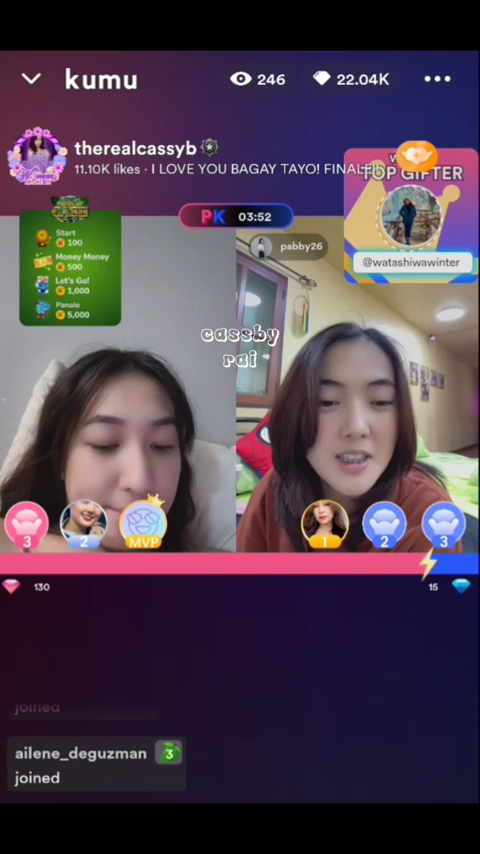 kumu
246
22.04K
therealcassyb
11.10K likes · I LOVE YOU BAGAY TAYO! FINALE!!
TOP GIFTER
@watashiwawinter
PK 03:52
pabby26
Start
100
Money Money
500
Let's Go!
1,000
Panalo
5,000
cassby
rai
3
2
MVP
1
2
3
130
15
joined
ailene_deguzman 3
joined